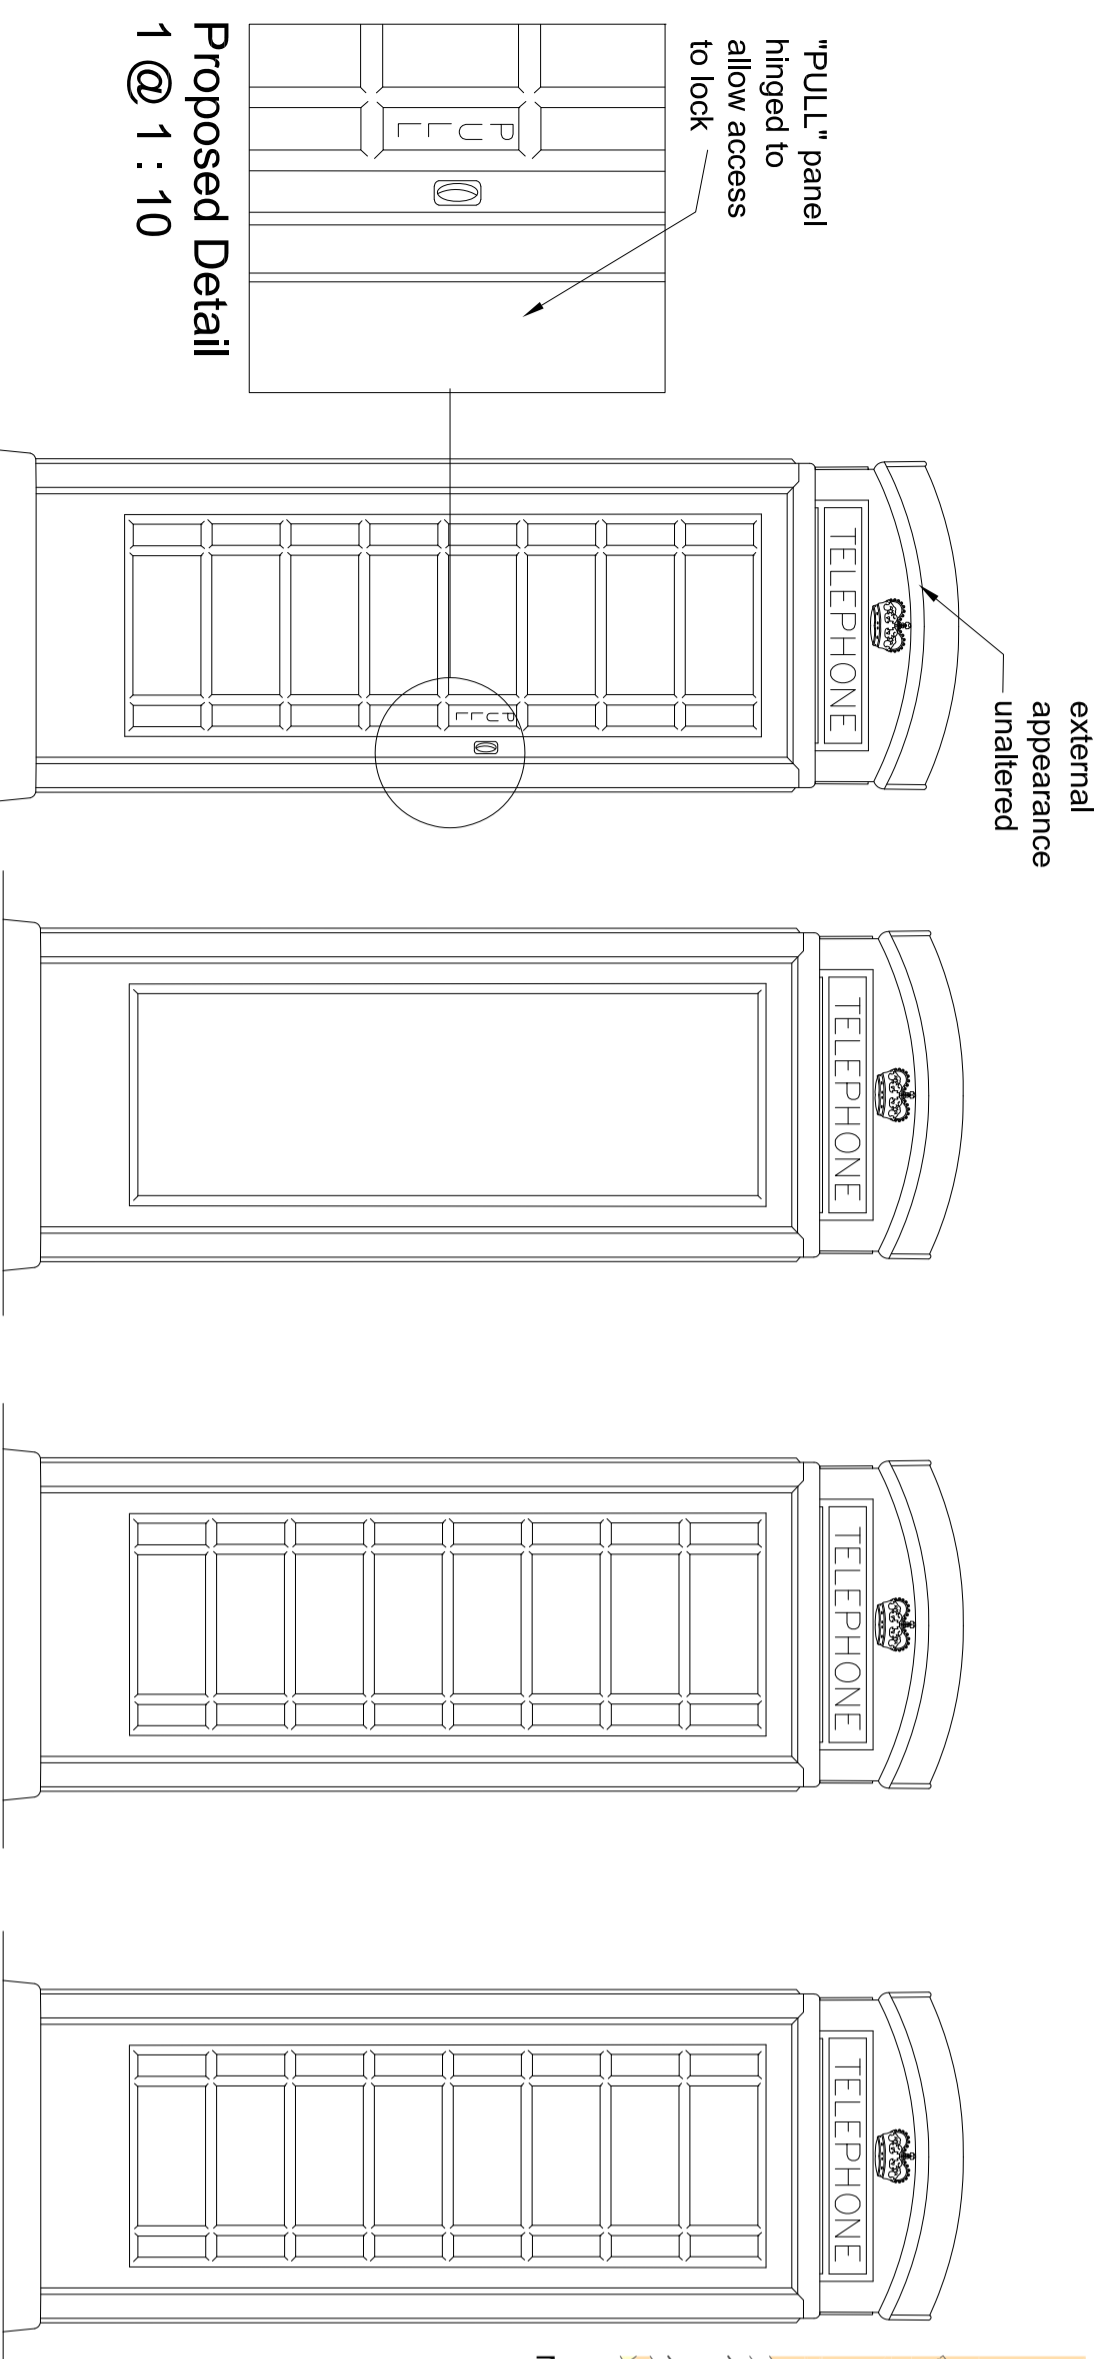 external
appearance
unaltered
"PULL" panel
hinged to
allow access
to lock
PULL
Proposed Detail
1 @ 1 : 10
TELEPHONE
PULL
TELEPHONE
TELEPHONE
TELEPHONE